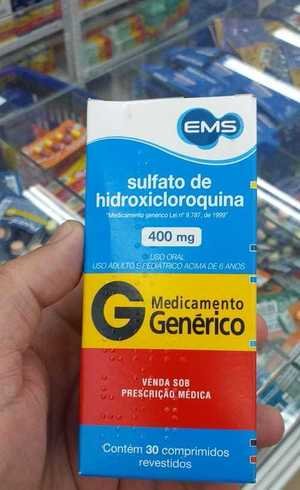 EMS
sulfato de
hidroxicloroquina
"Medicamento genérico Lei nº 9.787, de 1999"
400 mg
USO ORAL
USO ADULTO E PEDIÁTRICO ACIMA DE 6 ANOS
G Medicamento
Genérico
VENDA SOB
PRESCRIÇÃO MÉDICA
Contém 30 comprimidos
revestidos